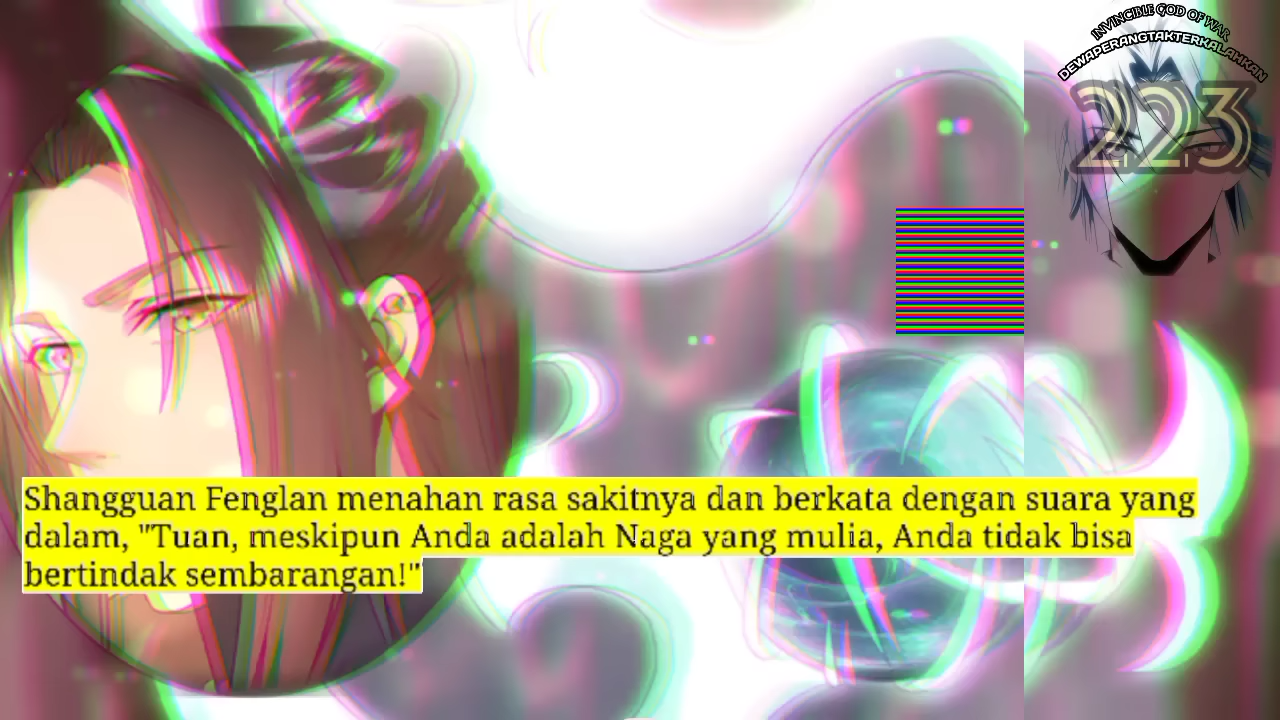 INVINCIBLE GOD OF WAR
DEWAPERANGTAKTERKALAHKAN
223
Shangguan Fenglan menahan rasa sakitnya dan berkata dengan suara yang
dalam, "Tuan, meskipun Anda adalah Naga yang mulia, Anda tidak bisa
bertindak sembarangan!"